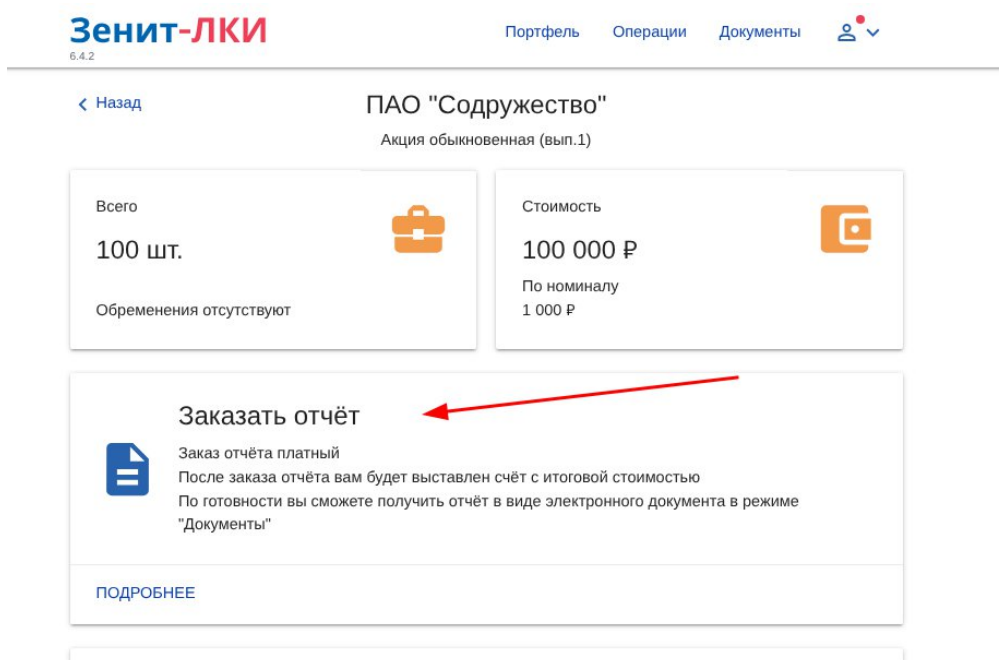 Зенит-ЛКИ
6.4.2
Портфель Операции Документы
Назад
ПАО "Содружество"
Акция обыкновенная (вып.1)
Всего
100 шт.
Обременения отсутствуют
Стоимость
100 000 ₽
По номиналу
1 000 ₽
Заказать отчёт
Заказ отчёта платный
После заказа отчёта вам будет выставлен счёт с итоговой стоимостью
По готовности вы сможете получить отчёт в виде электронного документа в режиме
"Документы"
ПОДРОБНЕЕ